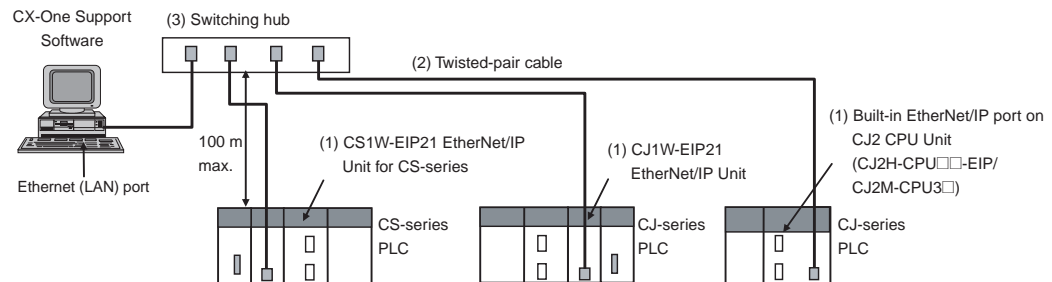 CX-One Support
Software
(3) Switching hub
(2) Twisted-pair cable
100 m
max.
(1) CS1W-EIP21 EtherNet/IP
Unit for CS-series
(1) CJ1W-EIP21
EtherNet/IP Unit
(1) Built-in EtherNet/IP port on
CJ2 CPU Unit
(CJ2H-CPU□□-EIP/
CJ2M-CPU3□)
Ethernet (LAN) port
CS-series
PLC
CJ-series
PLC
CJ-series
PLC